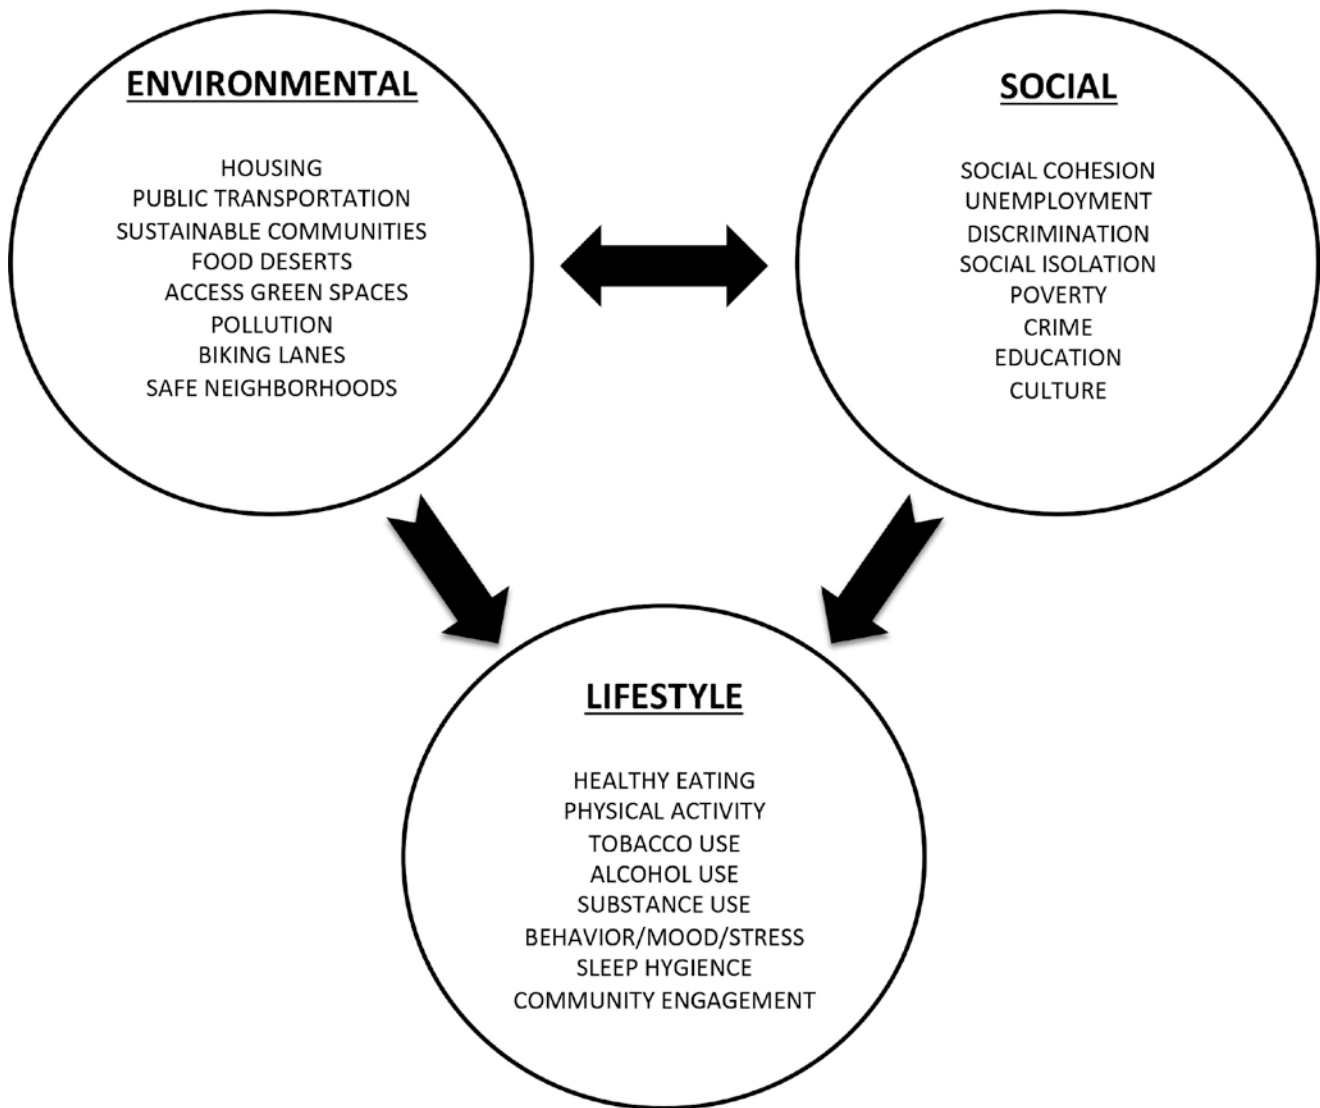 ENVIRONMENTAL
HOUSING
PUBLIC TRANSPORTATION
SUSTAINABLE COMMUNITIES
FOOD DESERTS
ACCESS GREEN SPACES
POLLUTION
BIKING LANES
SAFE NEIGHBORHOODS
SOCIAL
SOCIAL COHESION
UNEMPLOYMENT
DISCRIMINATION
SOCIAL ISOLATION
POVERTY
CRIME
EDUCATION
CULTURE
LIFESTYLE
HEALTHY EATING
PHYSICAL ACTIVITY
TOBACCO USE
ALCOHOL USE
SUBSTANCE USE
BEHAVIOR/MOOD/STRESS
SLEEP HYGIENCE
COMMUNITY ENGAGEMENT